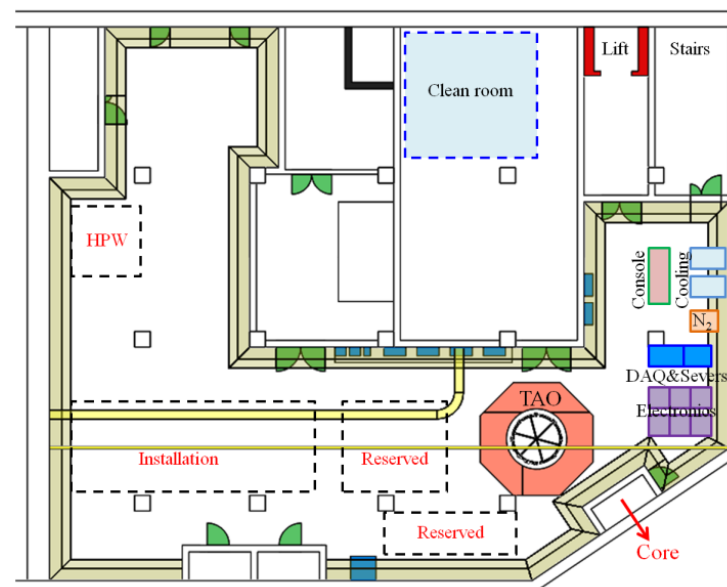 Lift
Stairs
Clean room
HPW
Console
Cooling
N2
DAQ&Severs
TAO
Electronics
Installation
Reserved
Reserved
Core